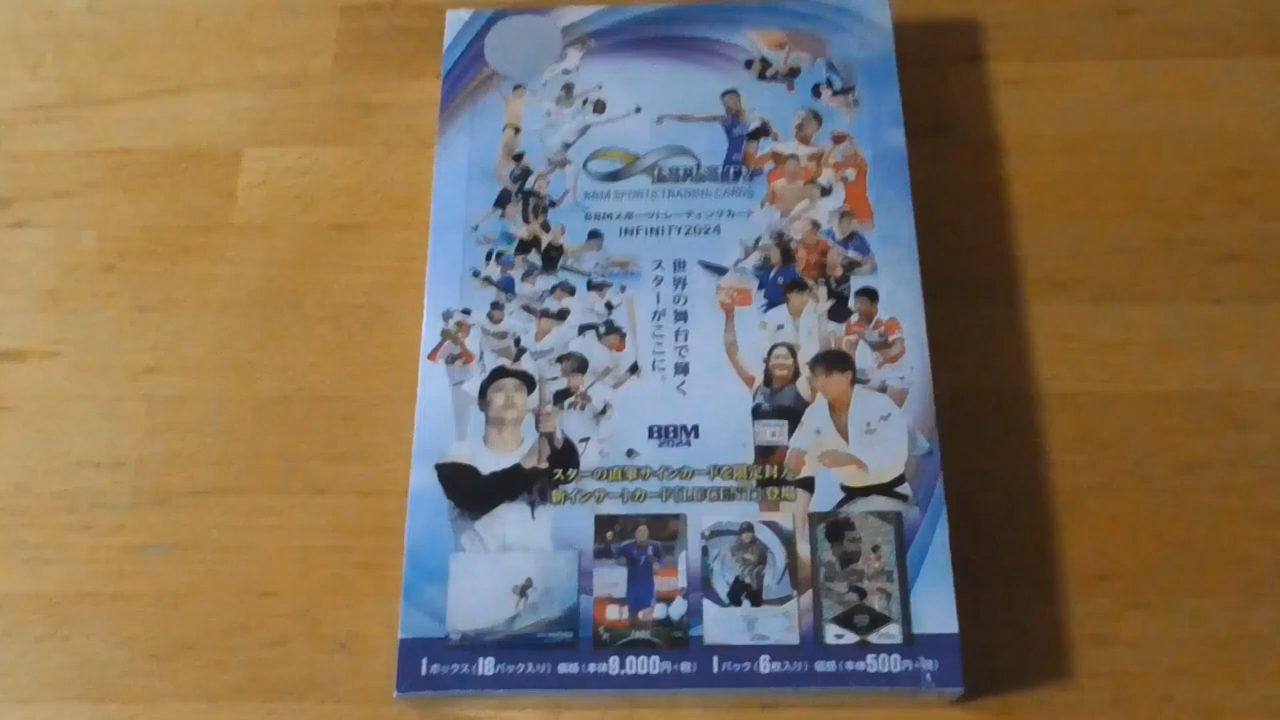 INFINITY
BBM SPORTS TRADING CARDS
BBMスポーツトレーディングカード
INFINITY2024
世界の舞台で輝く
スターがここに。
BBM
2024
スターの直筆サインカードを限定封入
新インサートカード「LUCENT」登場
1ボックス(18パック入り) 価格(本体9,000円+税) 1パック(6枚入り) 価格(本体500円+税)